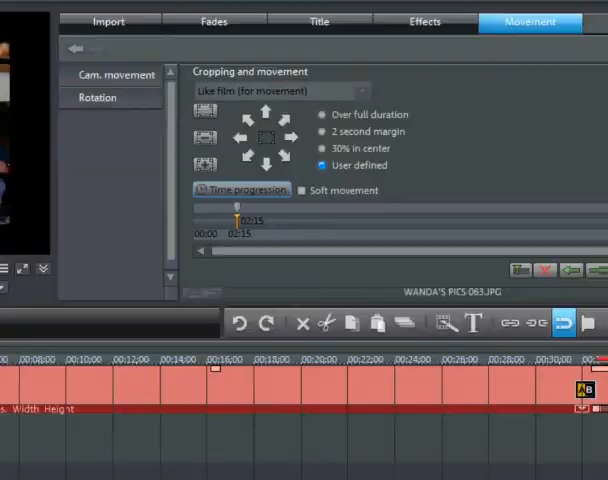 Import Fades Title Effects Movement
Cam. movement
Rotation
Cropping and movement
Like film (for movement)
Over full duration
2 second margin
30% in center
User defined
Time progression
Soft movement
02:15
00:00 02:15
WANDA'S PICS 063.JPG
T
00:08:00 00:10:00 00:12:00 00:14:00 00:16:00 00:18:00 00:20:00 00:22:00 00:24:00 00:26:00 00:28:00 00:30:00
AB
s. Width Height